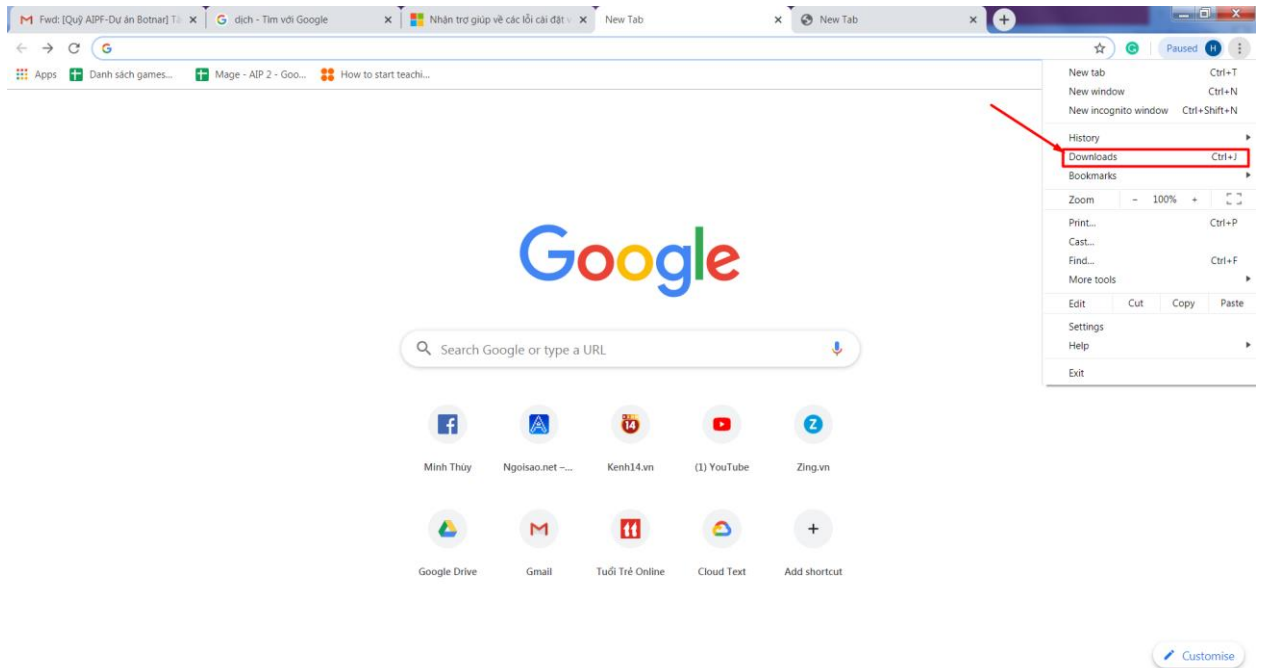 Fwd: [Quỹ AIPF-Dự án Botnar] Tà
dịch - Tìm với Google
Nhận trợ giúp về các lỗi cài đặt v
New Tab
New Tab
Paused H
Apps Danh sách games... Mage - AIP 2 - Goo... How to start teachi...
New tab Ctrl+T
New window Ctrl+N
New incognito window Ctrl+Shift+N
History
Downloads Ctrl+J
Bookmarks
Zoom - 100% +
Print... Ctrl+P
Cast...
Find... Ctrl+F
More tools
Edit Cut Copy Paste
Settings
Help
Exit
Google
Search Google or type a URL
Minh Thùy Ngoisao.net –... Kenh14.vn (1) YouTube Zing.vn
Google Drive Gmail Tuổi Trẻ Online Cloud Text Add shortcut
Customise